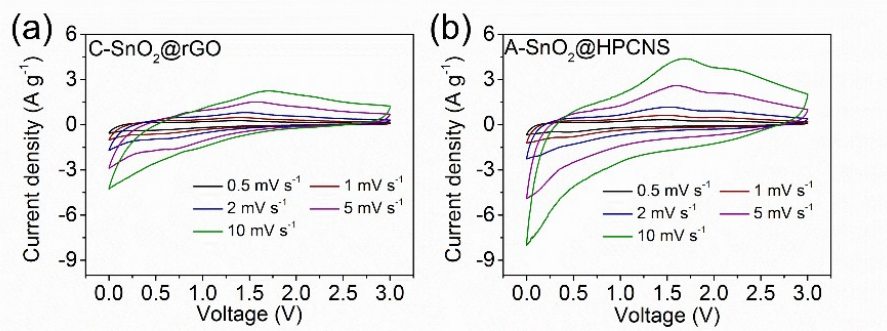 (a)
C-SnO₂@rGO
Current density (A g⁻¹)
6
3
0
-3
-6
-9
0.5 mV s⁻¹ 1 mV s⁻¹
2 mV s⁻¹ 5 mV s⁻¹
10 mV s⁻¹
0.0 0.5 1.0 1.5 2.0 2.5 3.0
Voltage (V)
(b)
A-SnO₂@HPCNS
Current density (A g⁻¹)
6
3
0
-3
-6
-9
0.5 mV s⁻¹ 1 mV s⁻¹
2 mV s⁻¹ 5 mV s⁻¹
10 mV s⁻¹
0.0 0.5 1.0 1.5 2.0 2.5 3.0
Voltage (V)